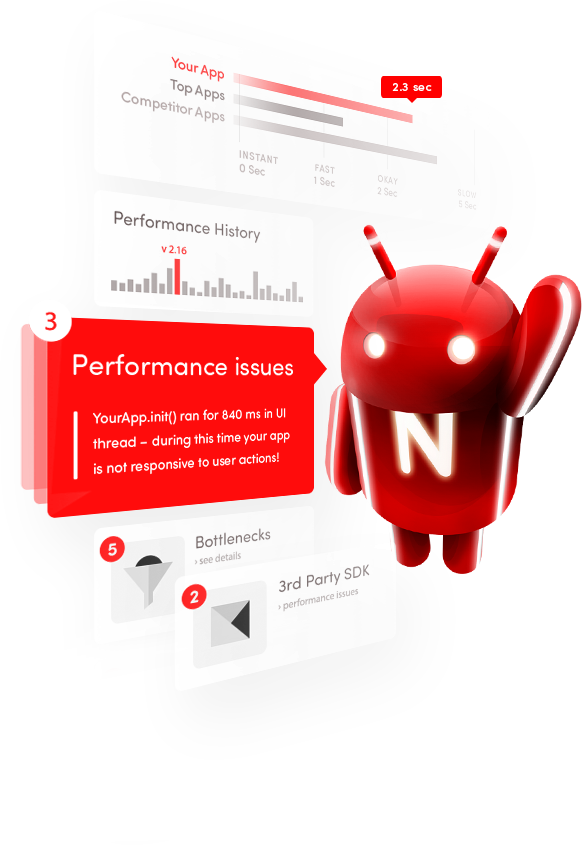 Your App
Top Apps
Competitor Apps
2.3 sec
INSTANT
0 Sec
FAST
1 Sec
OKAY
2 Sec
SLOW
5 Sec
Performance History
v 2.16
3
Performance issues
YourApp.init() ran for 840 ms in UI
thread – during this time your app
is not responsive to user actions!
N
5
Bottlenecks
› see details
2
3rd Party SDK
› performance issues